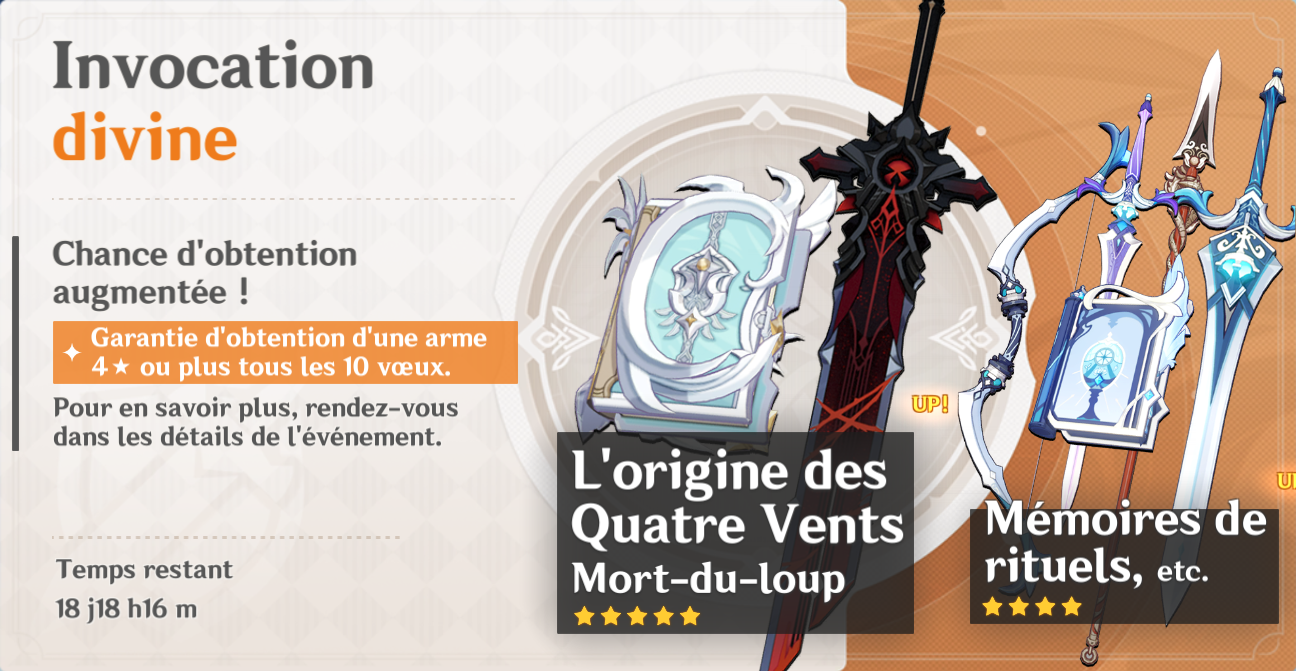 Invocation
divine
Chance d'obtention
augmentée !
Garantie d'obtention d'une arme
4★ ou plus tous les 10 vœux.
Pour en savoir plus, rendez-vous
dans les détails de l'événement.
Temps restant
18 j18 h16 m
UP!
L'origine des
Quatre Vents
Mort-du-loup
Mémoires de
rituels, etc.